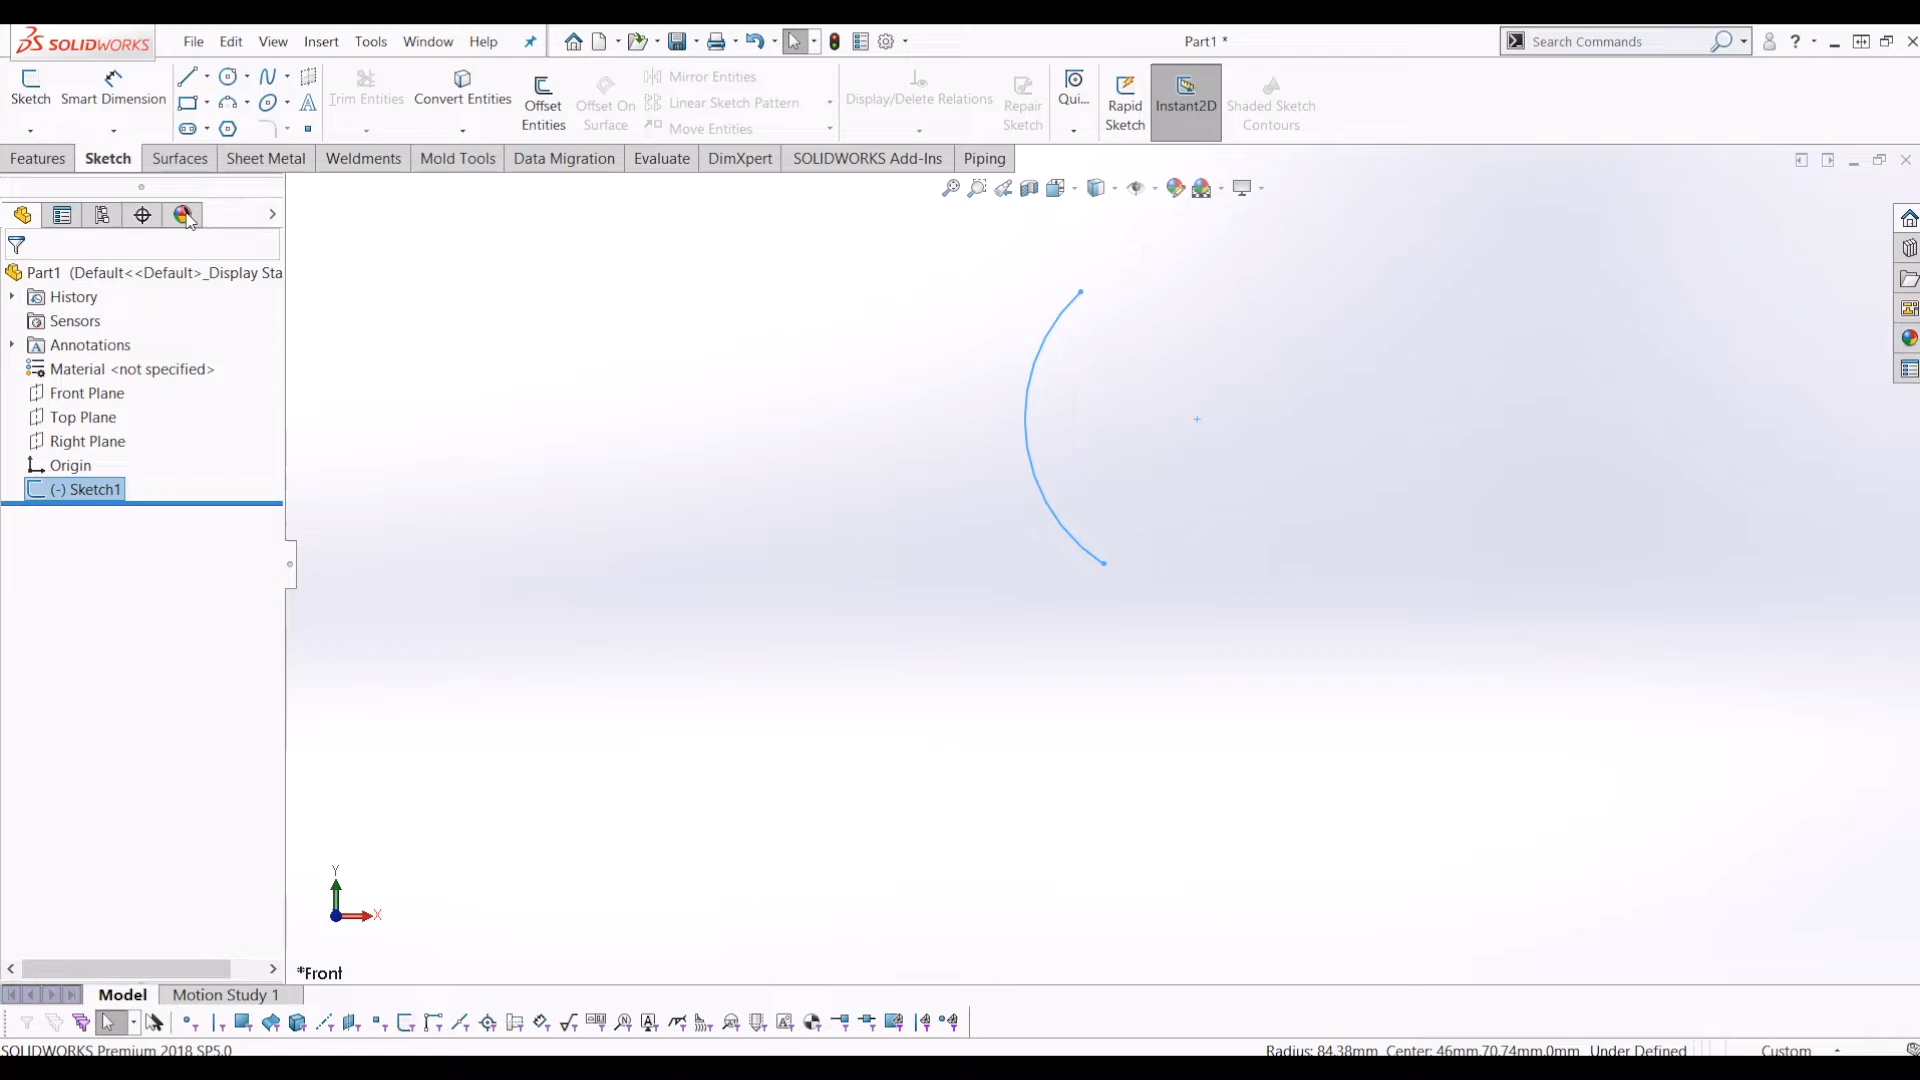 SOLIDWORKS File Edit View Insert Tools Window Help Part1 * Search Commands
Sketch Smart Dimension Trim Entities Convert Entities Offset Entities Offset On Surface Mirror Entities Linear Sketch Pattern Move Entities Display/Delete Relations Repair Sketch Qui... Rapid Sketch Instant2D Shaded Sketch Contours
Features Sketch Surfaces Sheet Metal Weldments Mold Tools Data Migration Evaluate DimXpert SOLIDWORKS Add-Ins Piping
Part1 (Default<<Default>_Display Sta
History
Sensors
Annotations
Material <not specified>
Front Plane
Top Plane
Right Plane
Origin
(-) Sketch1
Y
X
*Front
Model Motion Study 1
SOLIDWORKS Premium 2018 SP5.0 Radius: 84.38mm Center: 46mm,70.74mm,0mm Under Defined Custom